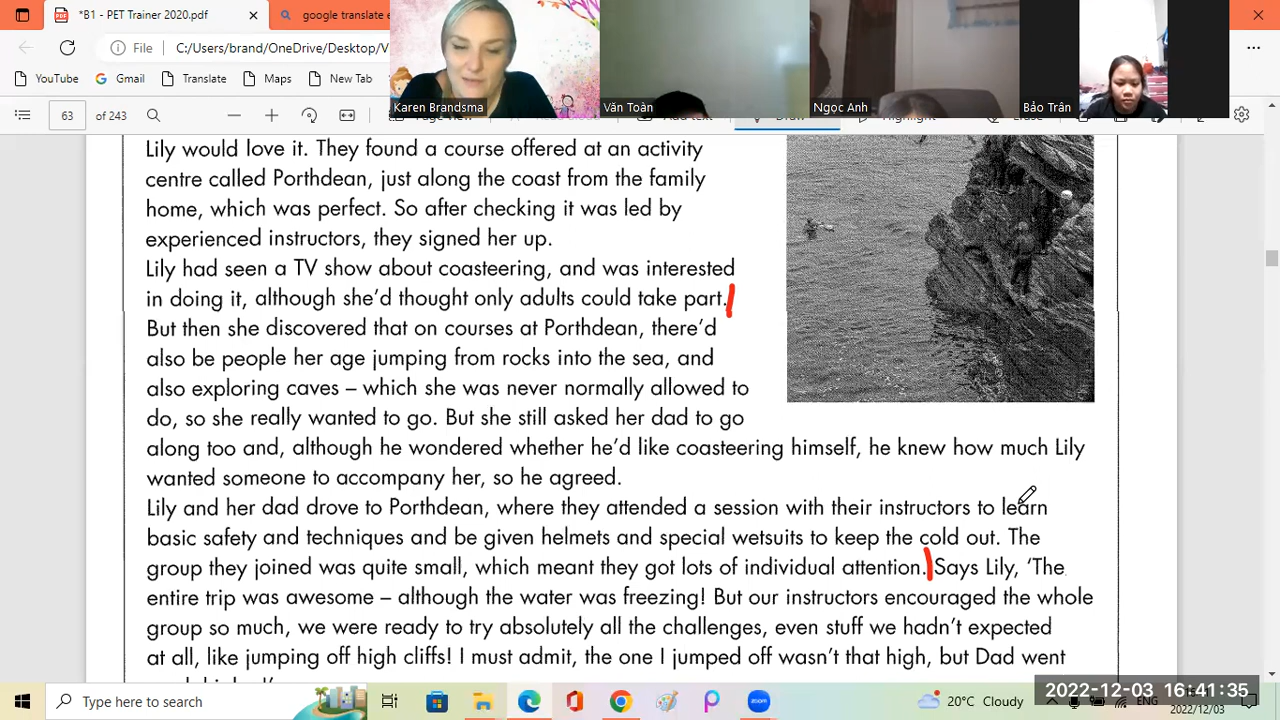 *B1 - PET Trainer 1.pdf
google translate
File
C:/Users/brand/OneDrive/Desktop/V
YouTube
Gmail
Translate
Maps
New Tab
Karen Brandsma
Văn Toàn
Ngọc Anh
Bảo Trân
63 of 243
Draw
Lily would love it. They found a course offered at an activity
centre called Porthdean, just along the coast from the family
home, which was perfect. So after checking it was led by
experienced instructors, they signed her up.
Lily had seen a TV show about coasteering, and was interested
in doing it, although she'd thought only adults could take part.
But then she discovered that on courses at Porthdean, there'd
also be people her age jumping from rocks into the sea, and
also exploring caves – which she was never normally allowed to
do, so she really wanted to go. But she still asked her dad to go
along too and, although he wondered whether he'd like coasteering himself, he knew how much Lily
wanted someone to accompany her, so he agreed.
Lily and her dad drove to Porthdean, where they attended a session with their instructors to learn
basic safety and techniques and be given helmets and special wetsuits to keep the cold out. The
group they joined was quite small, which meant they got lots of individual attention. Says Lily, ‘The
entire trip was awesome – although the water was freezing! But our instructors encouraged the whole
group so much, we were ready to try absolutely all the challenges, even stuff we hadn't expected
at all, like jumping off high cliffs! I must admit, the one I jumped off wasn't that high, but Dad went
Type here to search
zoom
20°C Cloudy
2022-12-03 16:41:35
2022/12/03